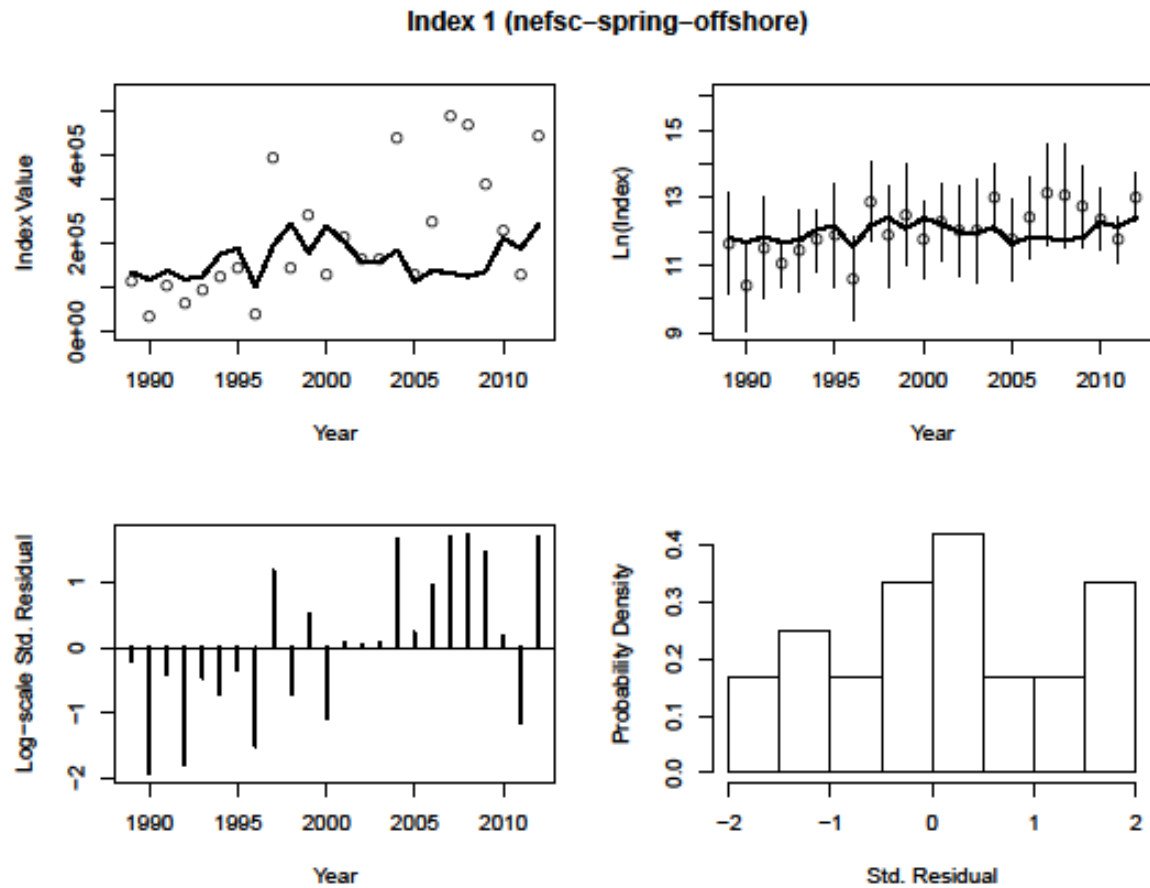 Index 1 (nefsc-spring-offshore)
Index Value
0e+00 2e+05 4e+05
1990 1995 2000 2005 2010
Year
Ln(Index)
9 11 13 15
1990 1995 2000 2005 2010
Year
Log-scale Std. Residual
-2 -1 0 1
1990 1995 2000 2005 2010
Year
Probability Density
0.0 0.1 0.2 0.3 0.4
-2 -1 0 1 2
Std. Residual